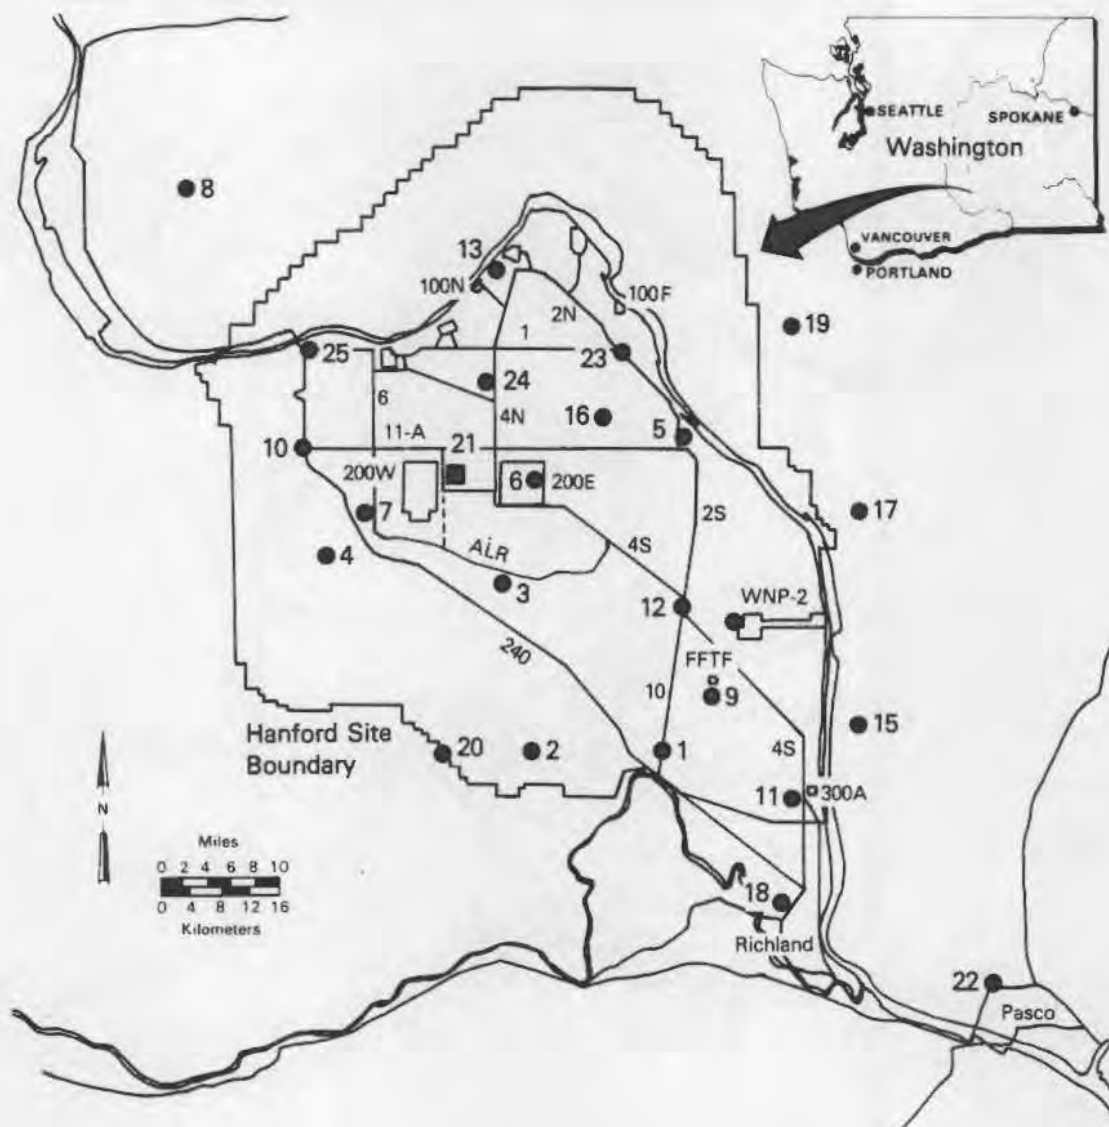 SEATTLE
SPOKANE
Washington
VANCOUVER
PORTLAND
8
13
100N
100F
2N
1
19
25
23
24
6
4N
16
5
11-A
10
21
200W
6
200E
7
2S
17
ALR
4S
4
3
12
WNP-2
240
FFTF
9
10
15
Hanford Site
Boundary
20
2
1
4S
N
11
300A
Miles
0 2 4 6 8 10
0 4 8 12 16
Kilometers
18
Richland
22
Pasco